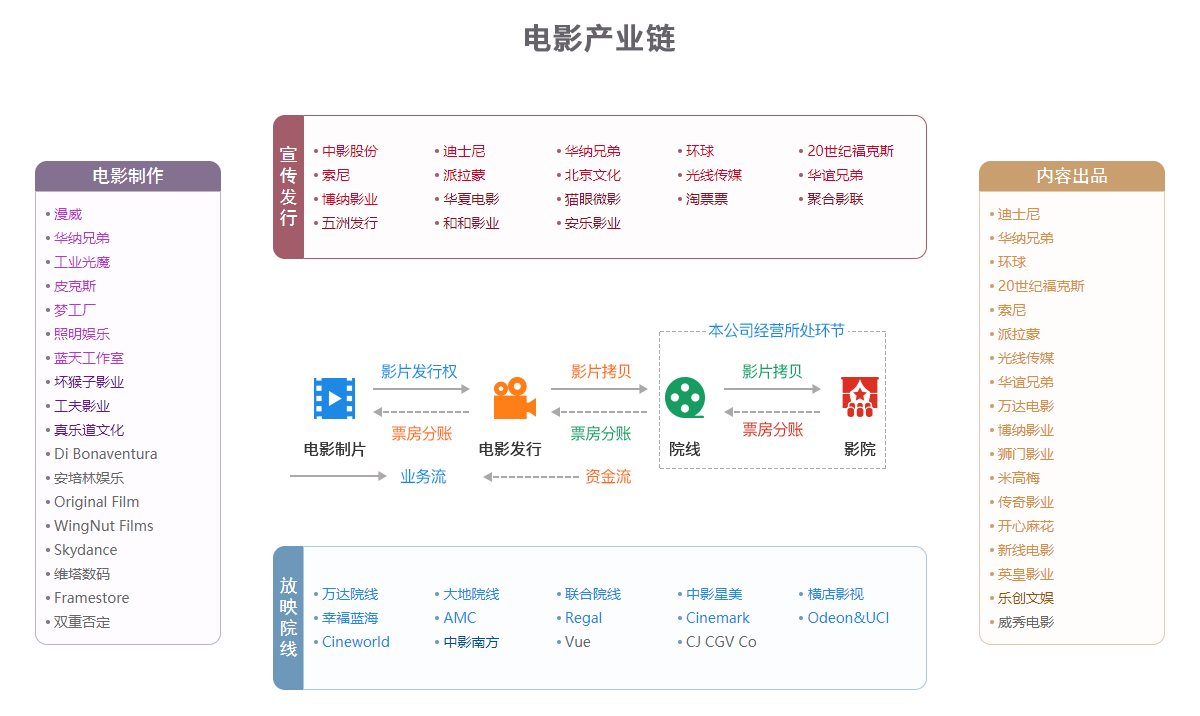 电影产业链
电影制作
• 漫威
• 华纳兄弟
• 工业光魔
• 皮克斯
• 梦工厂
• 照明娱乐
• 蓝天工作室
• 坏猴子影业
• 工夫影业
• 真乐道文化
• Di Bonaventura
• 安培林娱乐
• Original Film
• WingNut Films
• Skydance
• 维塔数码
• Framestore
• 双重否定
宣传发行
• 中影股份 • 迪士尼 • 华纳兄弟 • 环球 • 20世纪福克斯
• 索尼 • 派拉蒙 • 北京文化 • 光线传媒 • 华谊兄弟
• 博纳影业 • 华夏电影 • 猫眼微影 • 淘票票 • 聚合影联
• 五洲发行 • 和和影业 • 安乐影业
本公司经营所处环节
影片发行权 影片拷贝 影片拷贝
票房分账 票房分账 票房分账
电影制片 电影发行 院线 影院
业务流 资金流
放映院线
• 万达院线 • 大地院线 • 联合院线 • 中影星美 • 横店影视
• 幸福蓝海 • AMC • Regal • Cinemark • Odeon&UCI
• Cineworld • 中影南方 • Vue • CJ CGV Co
内容出品
• 迪士尼
• 华纳兄弟
• 环球
• 20世纪福克斯
• 索尼
• 派拉蒙
• 光线传媒
• 华谊兄弟
• 万达电影
• 博纳影业
• 狮门影业
• 米高梅
• 传奇影业
• 开心麻花
• 新线电影
• 英皇影业
• 乐创文娱
• 威秀电影